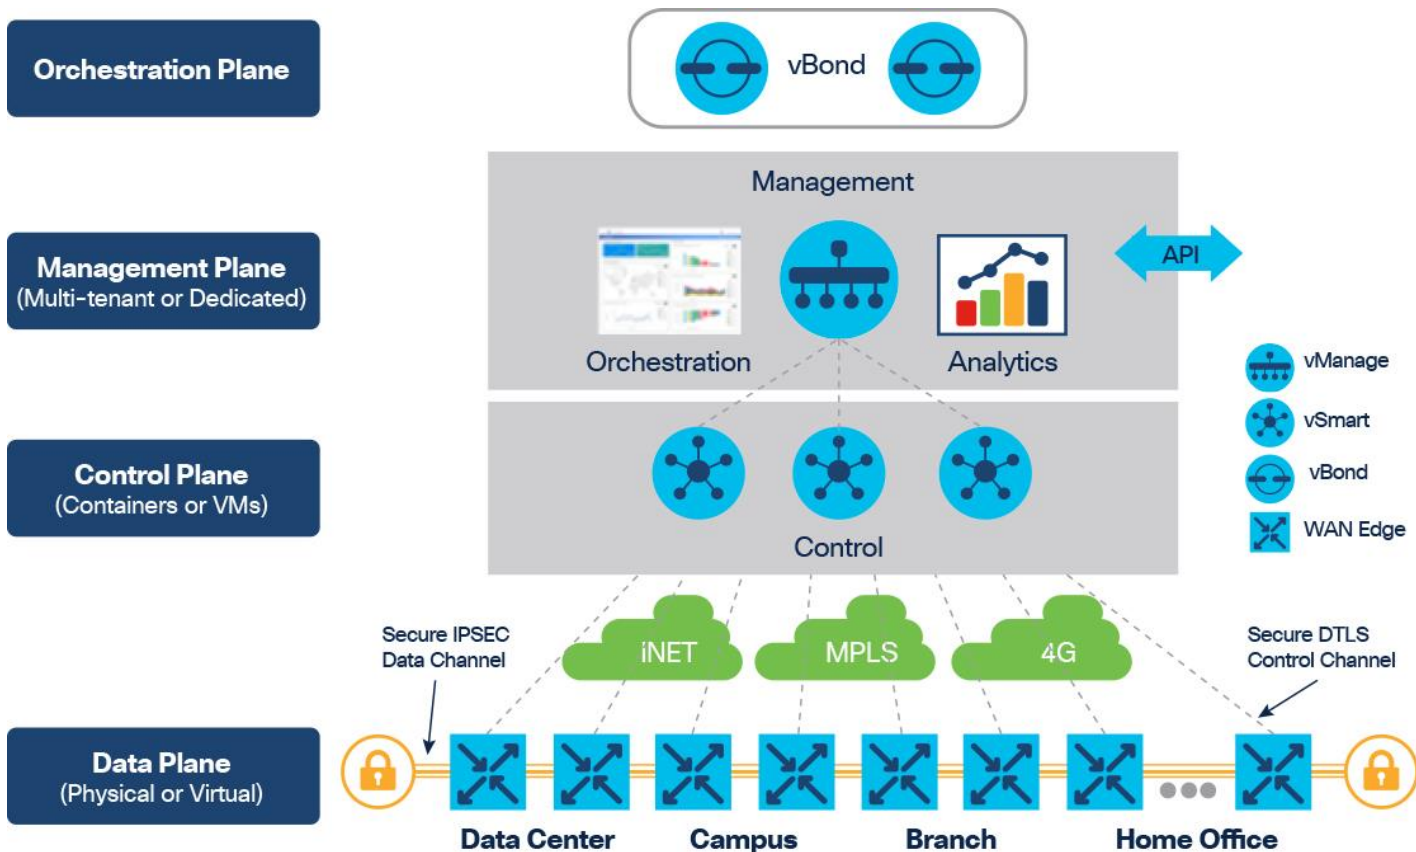 Orchestration Plane
vBond
Management
Management Plane
(Multi-tenant or Dedicated)
API
Orchestration
Analytics
vManage
vSmart
vBond
WAN Edge
Control Plane
(Containers or VMs)
Control
Secure IPSEC
Data Channel
iNET
MPLS
4G
Secure DTLS
Control Channel
Data Plane
(Physical or Virtual)
Data Center
Campus
Branch
Home Office